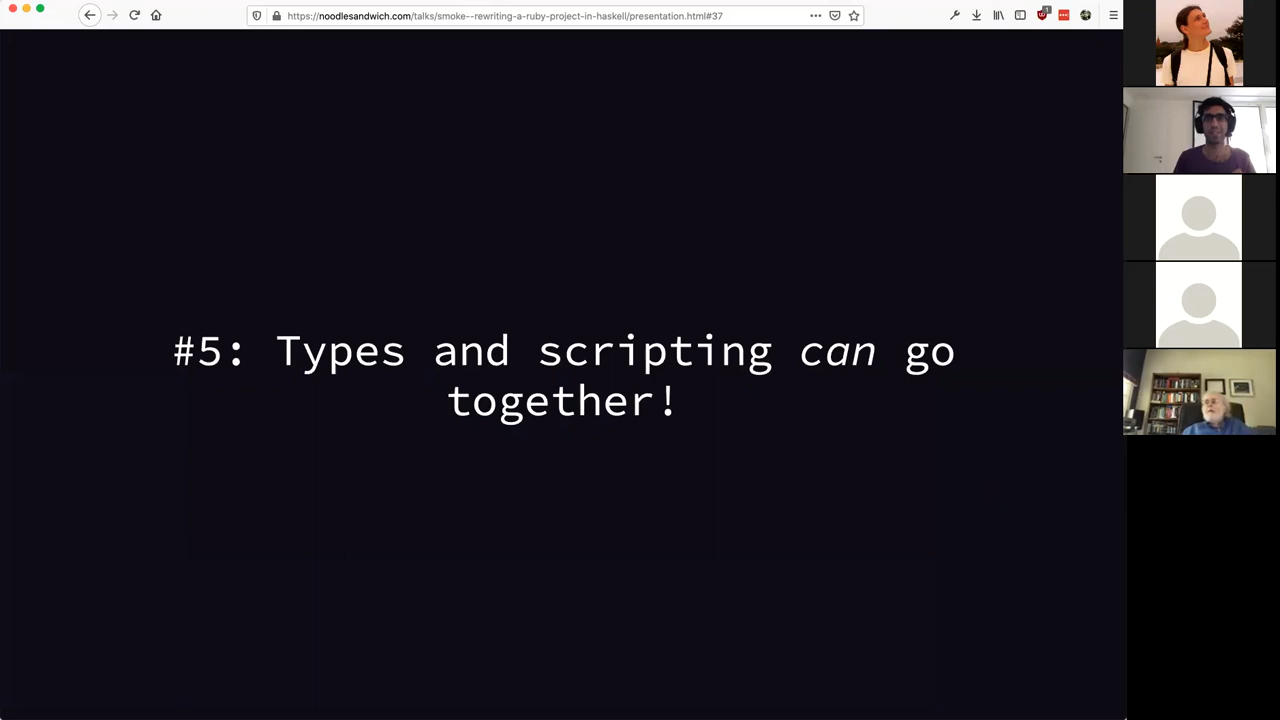 https://noodlesandwich.com/talks/smoke--rewriting-a-ruby-project-in-haskell/presentation.html#37
1
#5: Types and scripting can go
together!